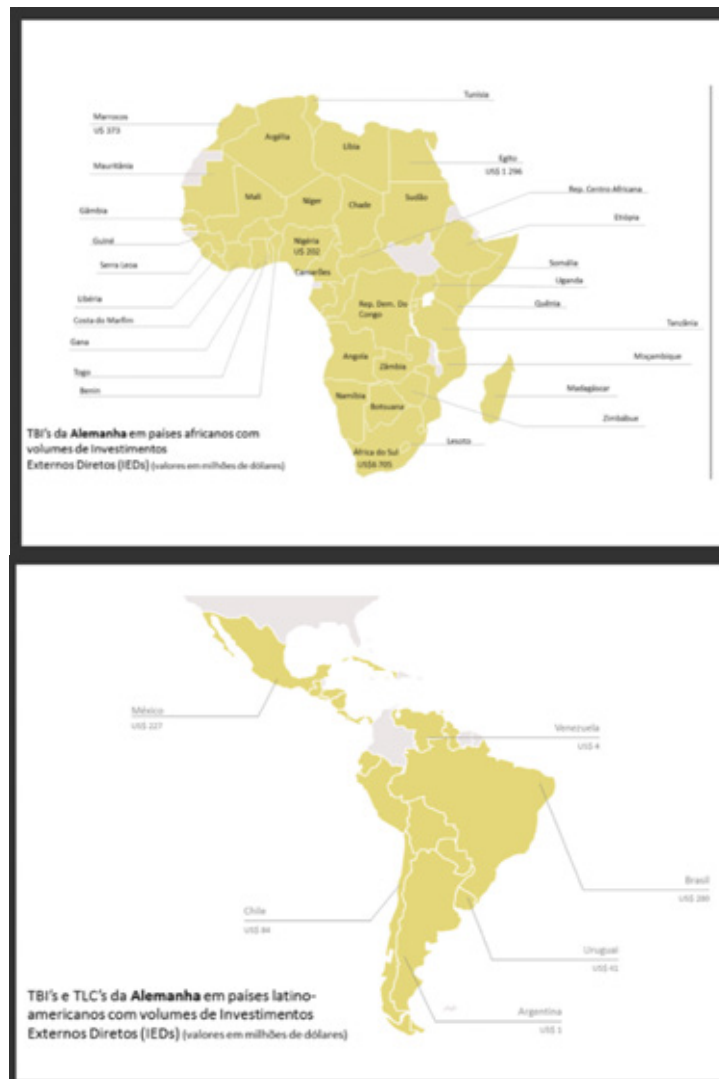 Tunísia
Marrocos
U$ 373
Argélia
Líbia
Egito
US$ 1 296
Mauritânia
Rep. Centro Africana
Mali
Níger
Chade
Sudão
Gâmbia
Etiópia
Guiné
Nigéria
U$ 202
Serra Leoa
Somália
Camarões
Uganda
Libéria
Rep. Dem. Do
Congo
Quênia
Costa do Marfim
Tanzânia
Gana
Angola
Zâmbia
Moçambique
Togo
Benin
Namíbia
Botsuana
Madagáscar
Zimbábue
TBI's da Alemanha em países africanos com
volumes de Investimentos
Externos Diretos (IEDs) (valores em milhões de dólares)
Lesoto
África do Sul
US$6 705
México
US$ 227
Venezuela
US$ 4
Brasil
US$ 280
Chile
US$ 84
Uruguai
US$ 61
TBI's e TLC's da Alemanha em países latino-
americanos com volumes de Investimentos
Externos Diretos (IEDs) (valores em milhões de dólares)
Argentina
US$ 1